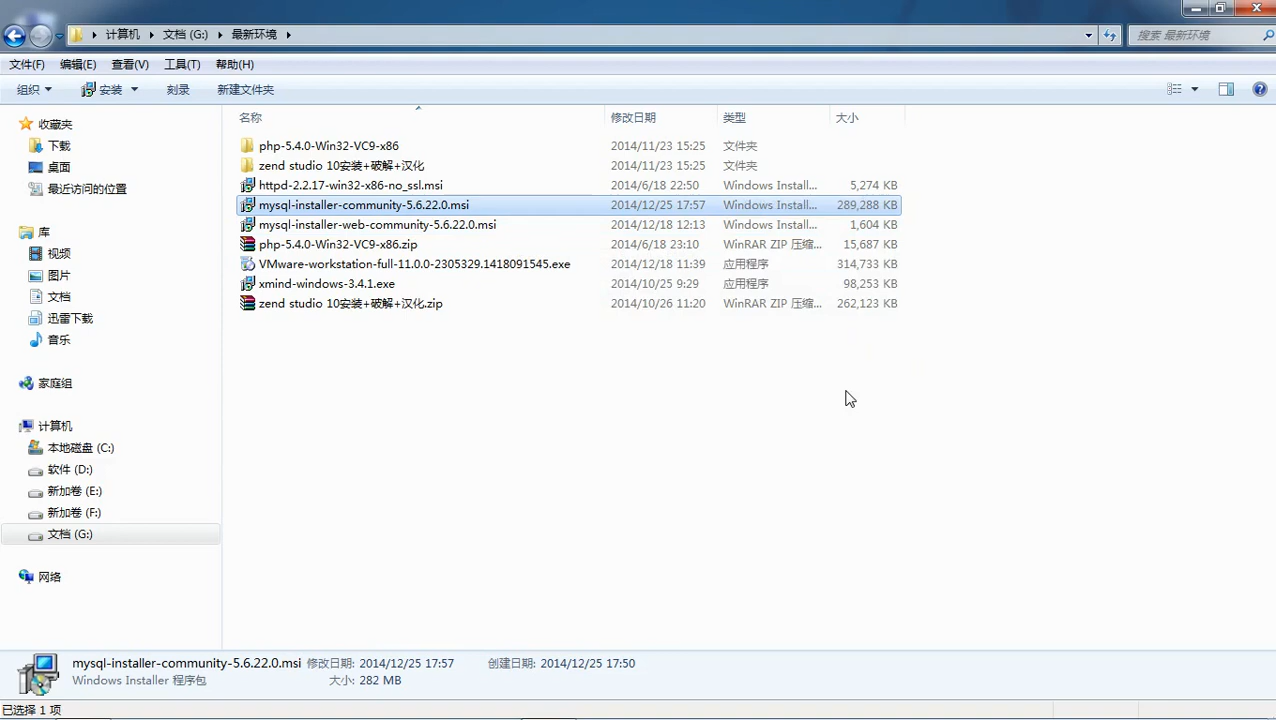 计算机 文档 (G:) 最新环境 搜索 最新环境
文件(F) 编辑(E) 查看(V) 工具(T) 帮助(H)
组织 安装 刻录 新建文件夹
名称 修改日期 类型 大小
php-5.4.0-Win32-VC9-x86 2014/11/23 15:25 文件夹
zend studio 10安装+破解+汉化 2014/11/23 15:25 文件夹
httpd-2.2.17-win32-x86-no_ssl.msi 2014/6/18 22:50 Windows Install... 5,274 KB
mysql-installer-community-5.6.22.0.msi 2014/12/25 17:57 Windows Install... 289,288 KB
mysql-installer-web-community-5.6.22.0.msi 2014/12/18 12:13 Windows Install... 1,604 KB
php-5.4.0-Win32-VC9-x86.zip 2014/6/18 23:10 WinRAR ZIP 压缩... 15,687 KB
VMware-workstation-full-11.0.0-2305329.1418091545.exe 2014/12/18 11:39 应用程序 314,733 KB
xmind-windows-3.4.1.exe 2014/10/25 9:29 应用程序 98,253 KB
zend studio 10安装+破解+汉化.zip 2014/10/26 11:20 WinRAR ZIP 压缩... 262,123 KB
收藏夹
下载
桌面
最近访问的位置
库
视频
图片
文档
迅雷下载
音乐
家庭组
计算机
本地磁盘 (C:)
软件 (D:)
新加卷 (E:)
新加卷 (F:)
文档 (G:)
网络
mysql-installer-community-5.6.22.0.msi 修改日期: 2014/12/25 17:57 创建日期: 2014/12/25 17:50
Windows Installer 程序包 大小: 282 MB
已选择 1 项